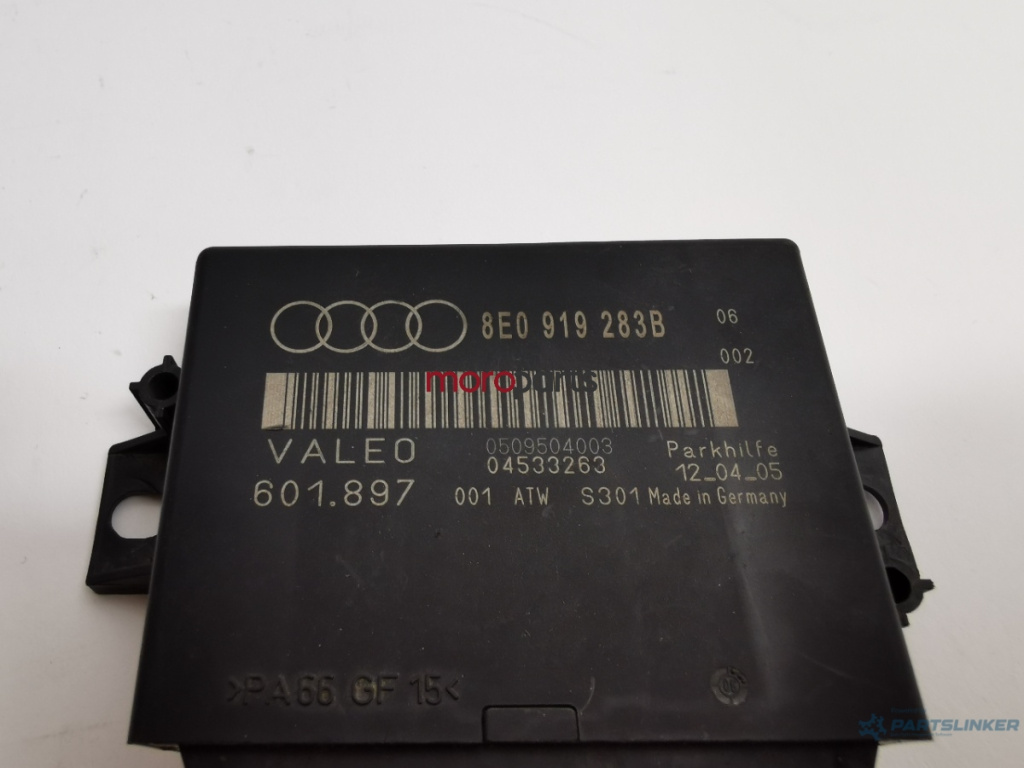 8E0 919 283B 06
002
moroparts
VALEO 0509504003 Parkhilfe
04533263 12_04_05
601.897 001 ATW S301 Made in Germany
>PA66 GF 15<
PARTSLINKER